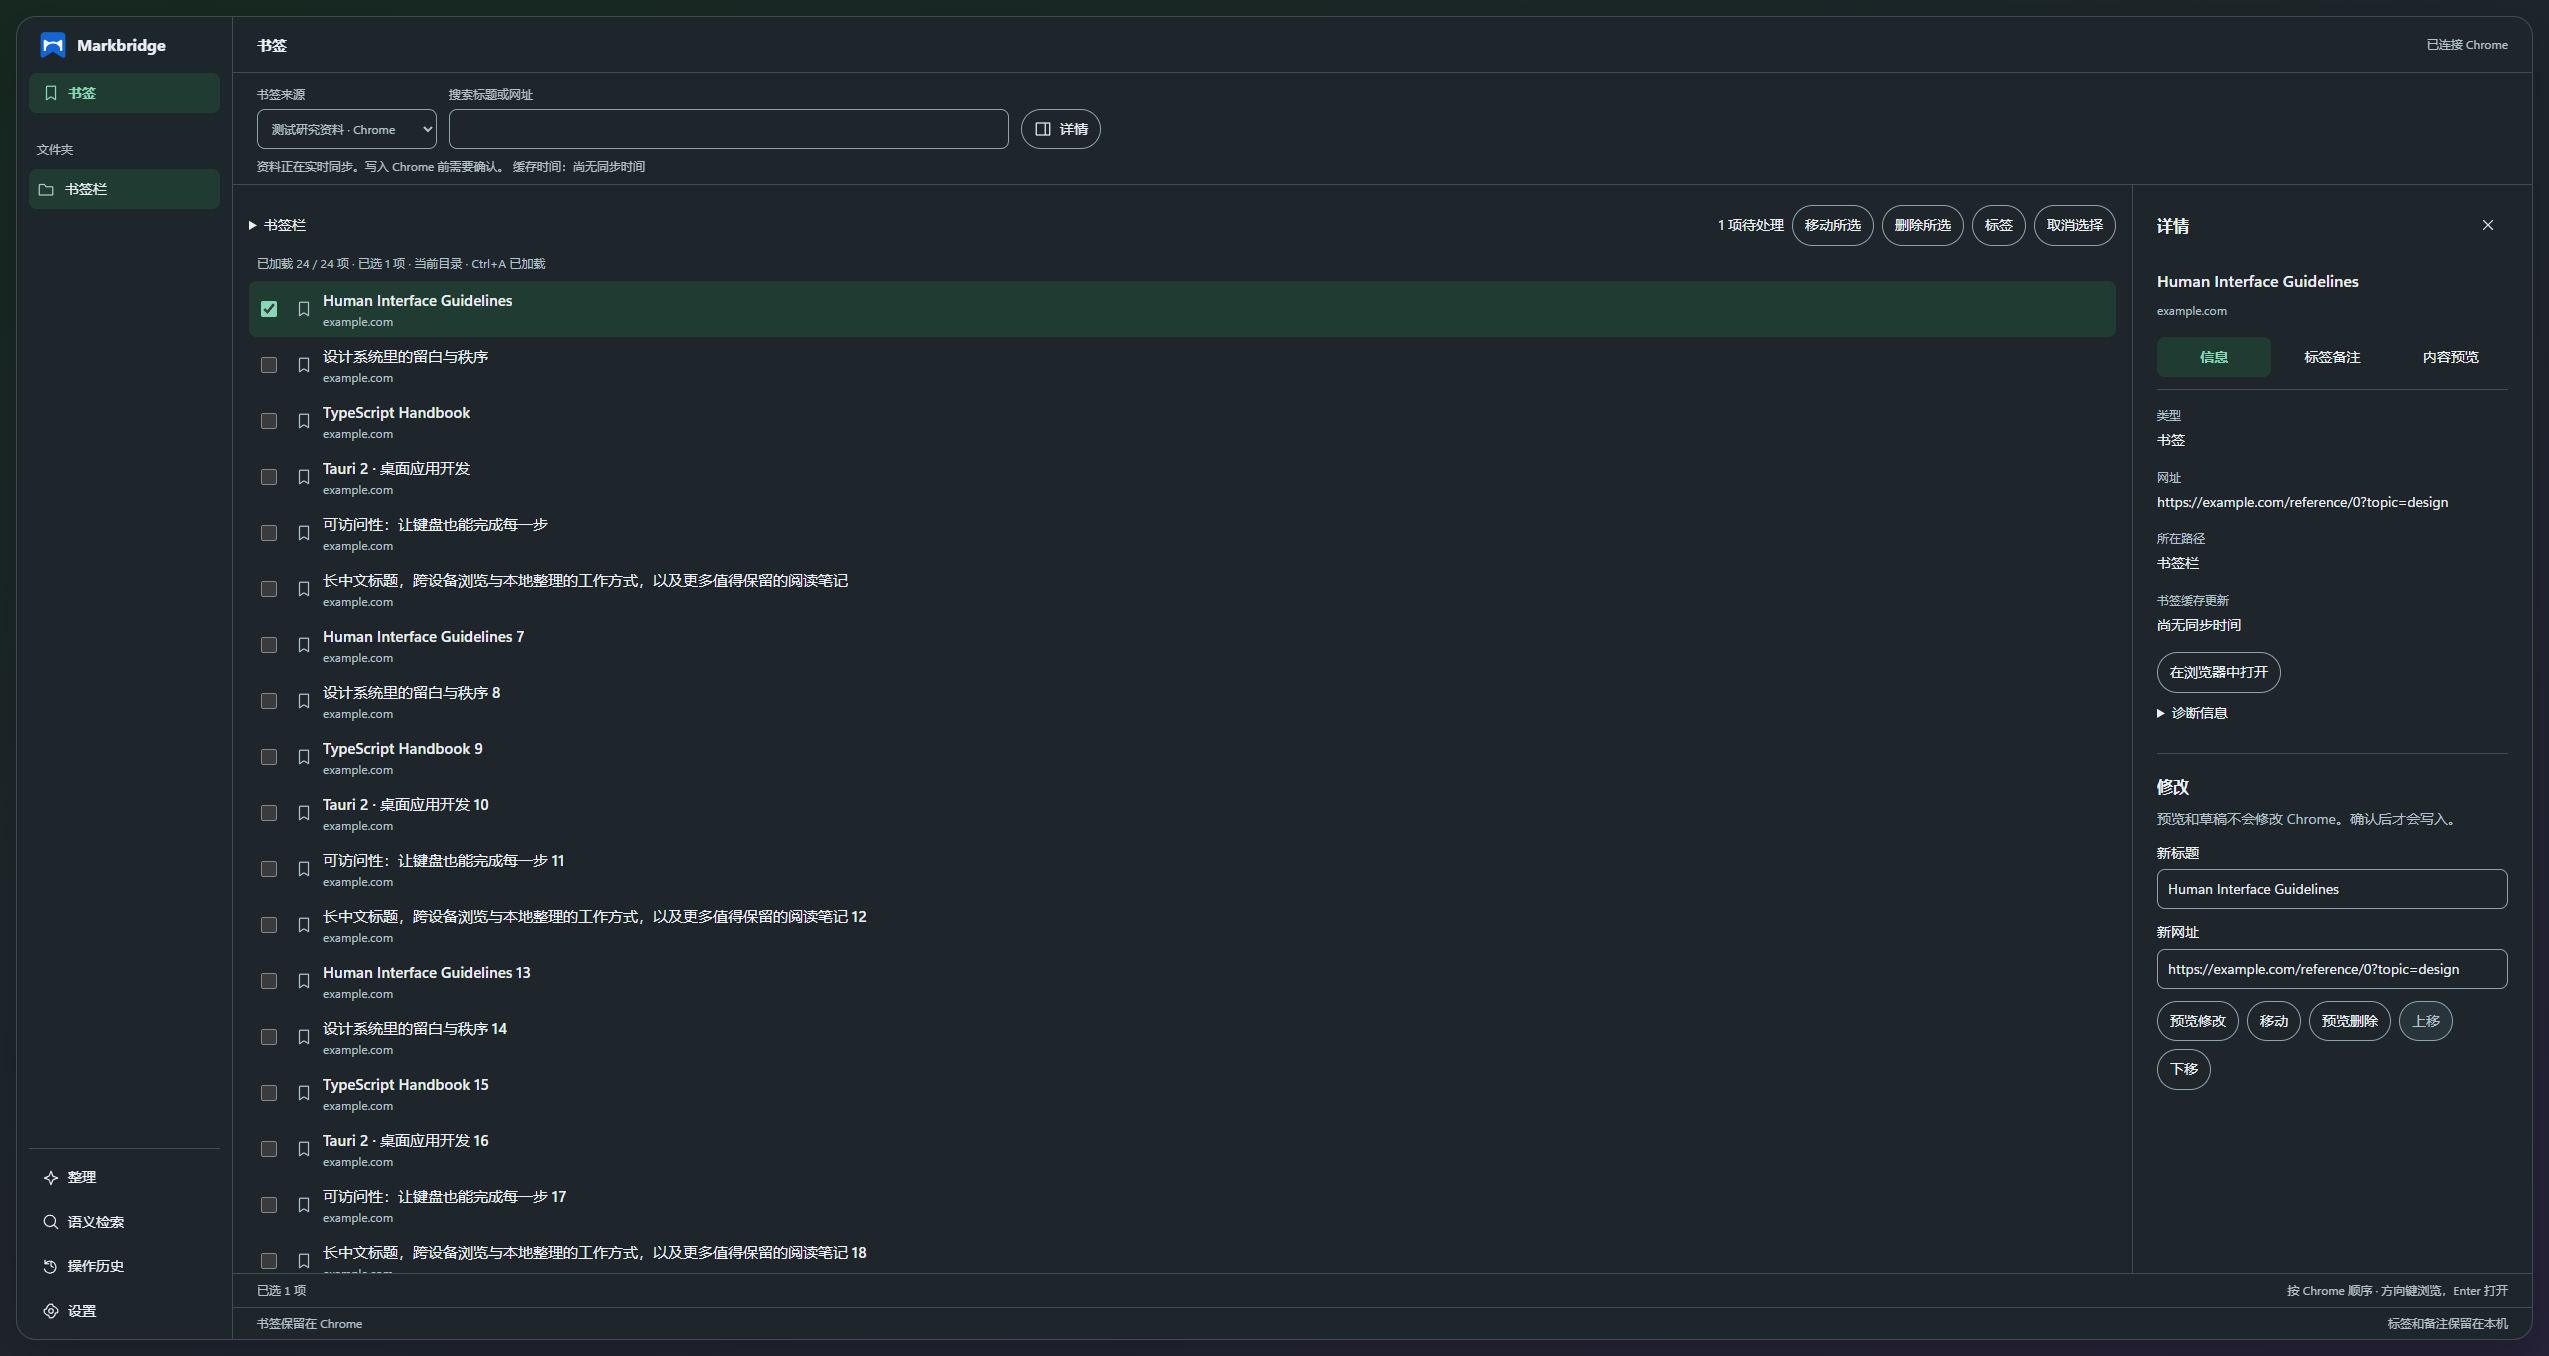 Markbridge
书签
已连接 Chrome
书签
文件夹
书签栏
书签来源
搜索标题或网址
测试研究资料 · Chrome
详情
资料正在实时同步。写入 Chrome 前需要确认。 缓存时间：尚无同步时间
书签栏
1 项待处理
移动所选
删除所选
标签
取消选择
已加载 24 / 24 项 · 已选 1 项 · 当前目录 · Ctrl+A 已加载
Human Interface Guidelines
example.com
设计系统里的留白与秩序
example.com
TypeScript Handbook
example.com
Tauri 2 · 桌面应用开发
example.com
可访问性：让键盘也能完成每一步
example.com
长中文标题，跨设备浏览与本地整理的工作方式，以及更多值得保留的阅读笔记
example.com
Human Interface Guidelines 7
example.com
设计系统里的留白与秩序 8
example.com
TypeScript Handbook 9
example.com
Tauri 2 · 桌面应用开发 10
example.com
可访问性：让键盘也能完成每一步 11
example.com
长中文标题，跨设备浏览与本地整理的工作方式，以及更多值得保留的阅读笔记 12
example.com
Human Interface Guidelines 13
example.com
设计系统里的留白与秩序 14
example.com
TypeScript Handbook 15
example.com
Tauri 2 · 桌面应用开发 16
example.com
可访问性：让键盘也能完成每一步 17
example.com
长中文标题，跨设备浏览与本地整理的工作方式，以及更多值得保留的阅读笔记 18
详情
Human Interface Guidelines
example.com
信息
标签备注
内容预览
类型
书签
网址
https://example.com/reference/0?topic=design
所在路径
书签栏
书签缓存更新
尚无同步时间
在浏览器中打开
诊断信息
修改
预览和草稿不会修改 Chrome。确认后才会写入。
新标题
Human Interface Guidelines
新网址
https://example.com/reference/0?topic=design
预览修改
移动
预览删除
上移
下移
整理
语义检索
操作历史
设置
已选 1 项
按 Chrome 顺序 · 方向键浏览，Enter 打开
书签保留在 Chrome
标签和备注保留在本机